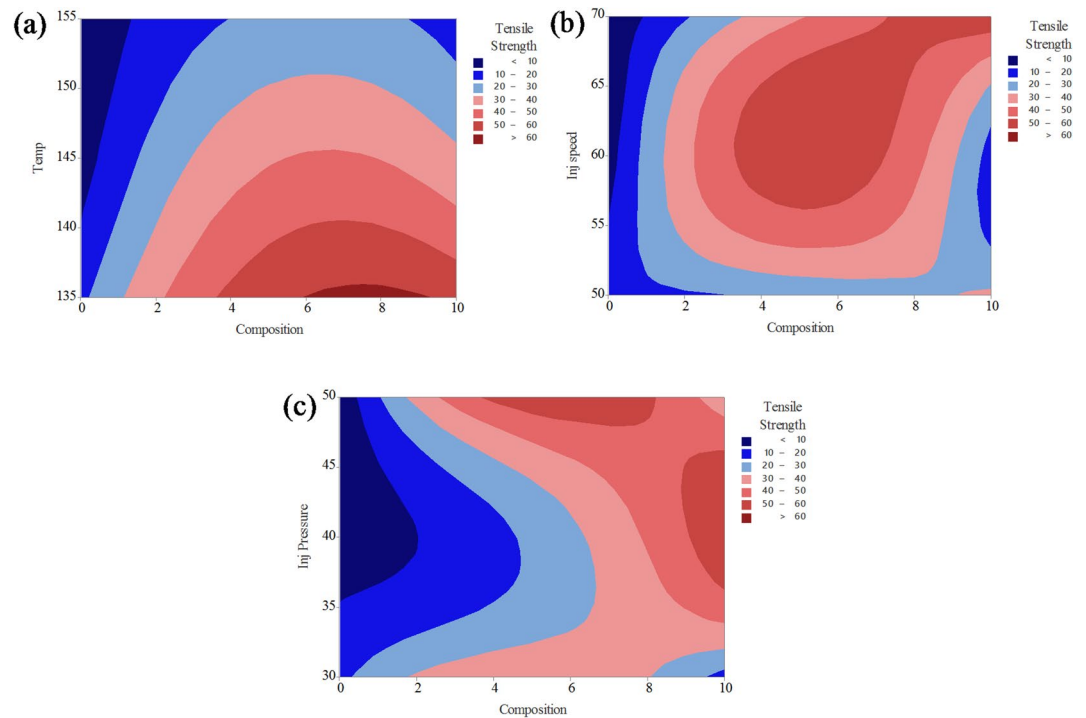 (a)
155
150
145
140
135
Temp
0 2 4 6 8 10
Composition
Tensile
Strength
< 10
10 – 20
20 – 30
30 – 40
40 – 50
50 – 60
> 60
(b)
70
65
60
55
50
Inj speed
0 2 4 6 8 10
Composition
Tensile
Strength
< 10
10 – 20
20 – 30
30 – 40
40 – 50
50 – 60
> 60
(c)
50
45
40
35
30
Inj Pressure
0 2 4 6 8 10
Composition
Tensile
Strength
< 10
10 – 20
20 – 30
30 – 40
40 – 50
50 – 60
> 60